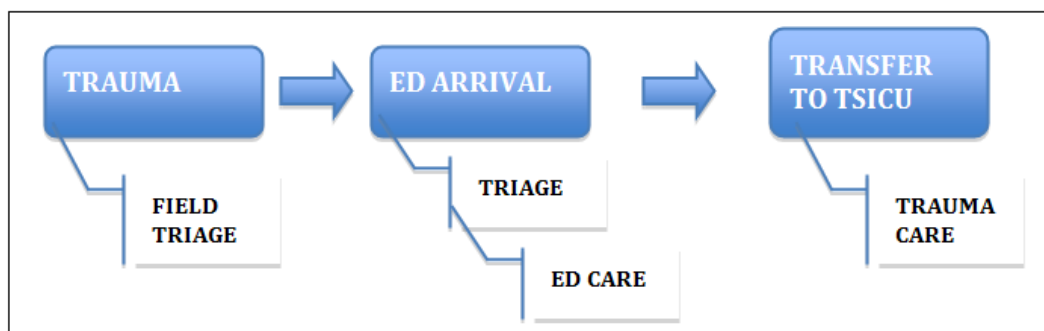 TRAUMA
FIELD
TRIAGE
ED ARRIVAL
TRIAGE
ED CARE
TRANSFER
TO TSICU
TRAUMA
CARE